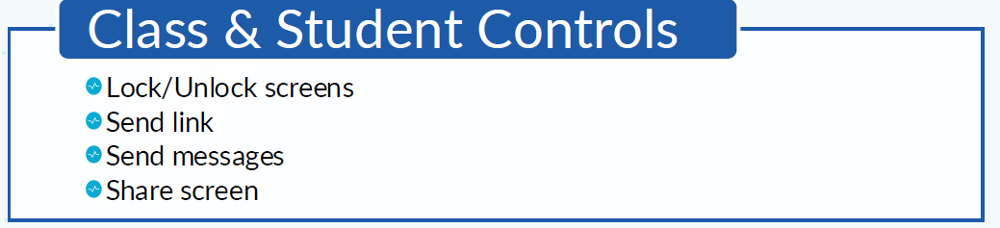 Class & Student Controls
Lock/Unlock screens
Send link
Send messages
Share screen